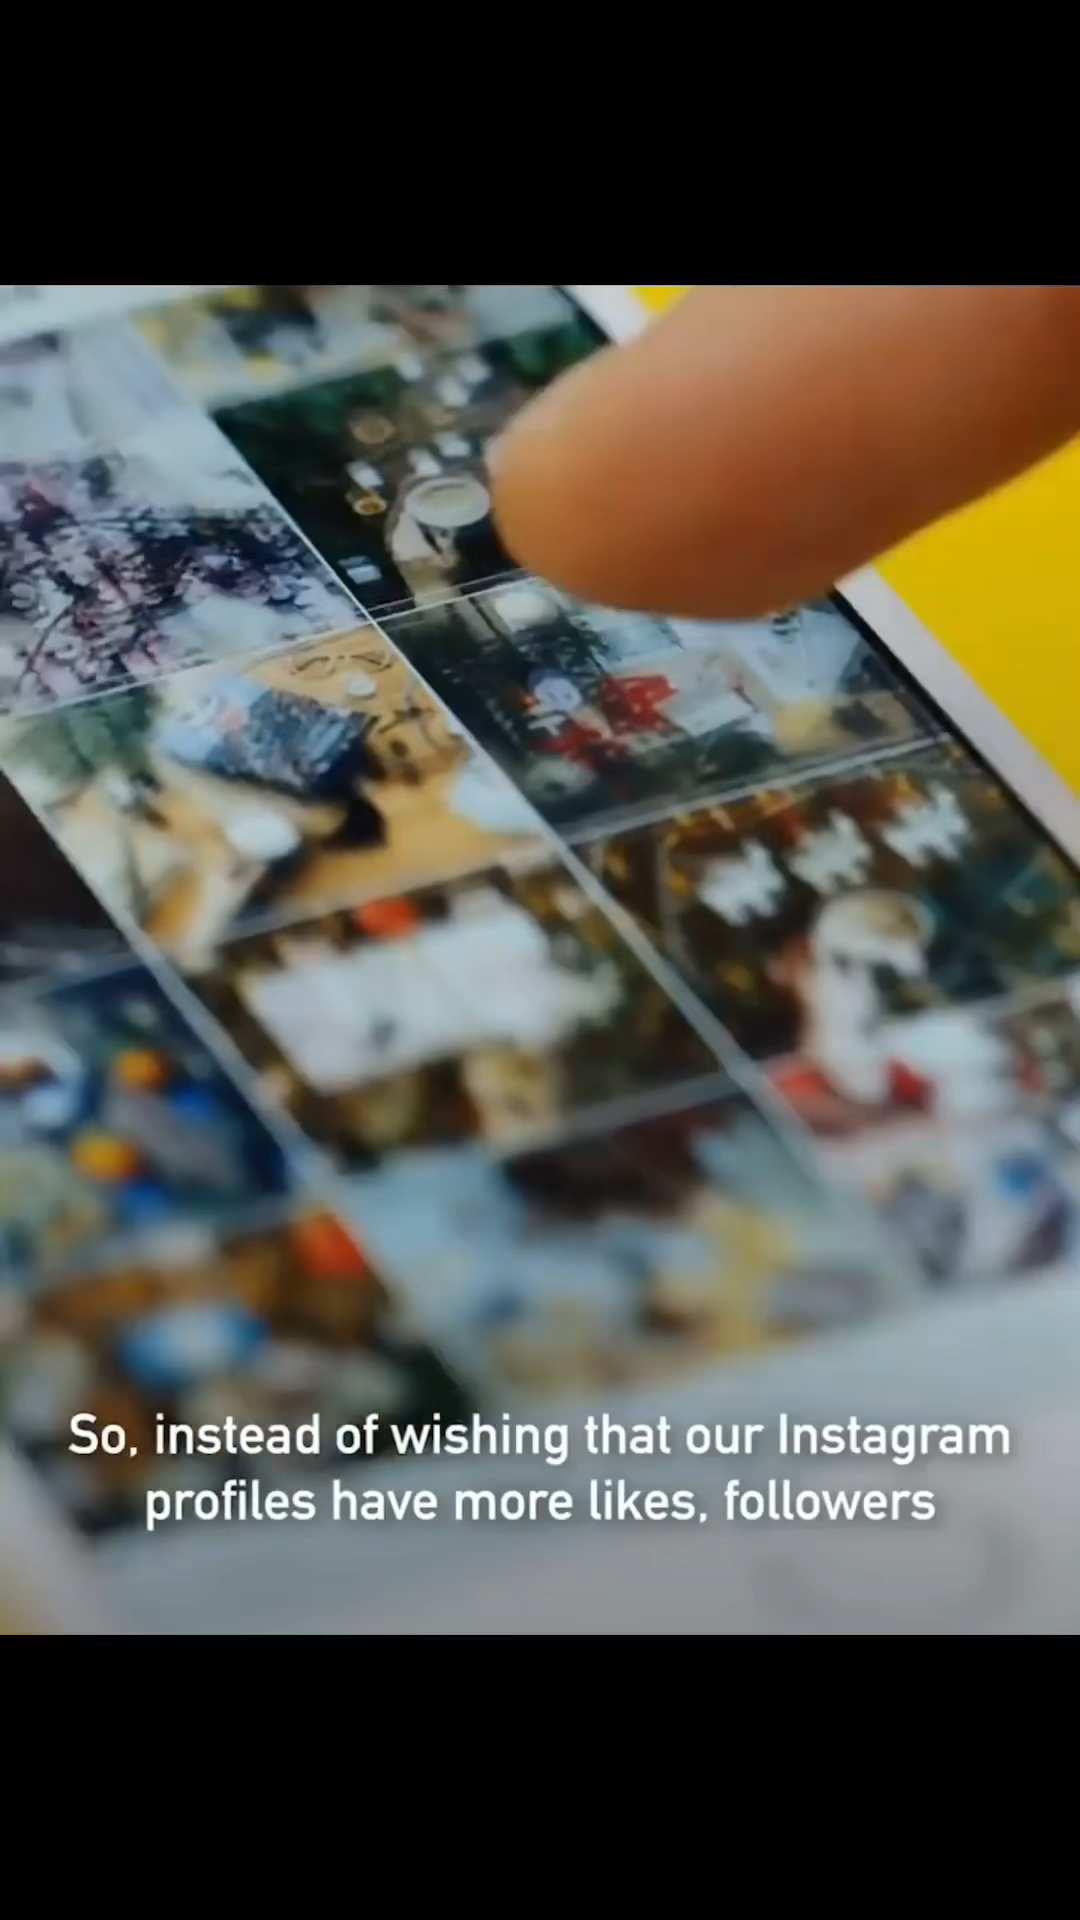 So, instead of wishing that our Instagram
profiles have more likes, followers